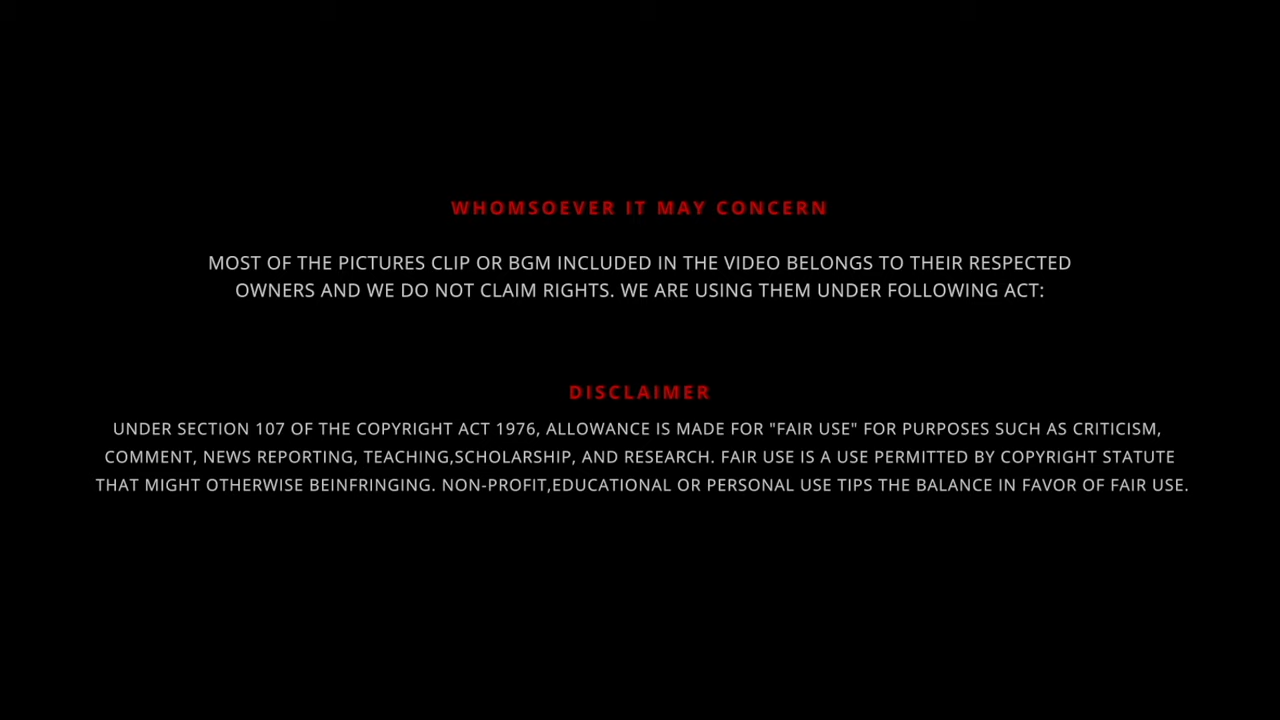 WHOMSOEVER IT MAY CONCERN
MOST OF THE PICTURES CLIP OR BGM INCLUDED IN THE VIDEO BELONGS TO THEIR RESPECTED
OWNERS AND WE DO NOT CLAIM RIGHTS. WE ARE USING THEM UNDER FOLLOWING ACT:
DISCLAIMER
UNDER SECTION 107 OF THE COPYRIGHT ACT 1976, ALLOWANCE IS MADE FOR "FAIR USE" FOR PURPOSES SUCH AS CRITICISM,
COMMENT, NEWS REPORTING, TEACHING,SCHOLARSHIP, AND RESEARCH. FAIR USE IS A USE PERMITTED BY COPYRIGHT STATUTE
THAT MIGHT OTHERWISE BEINFRINGING. NON-PROFIT,EDUCATIONAL OR PERSONAL USE TIPS THE BALANCE IN FAVOR OF FAIR USE.